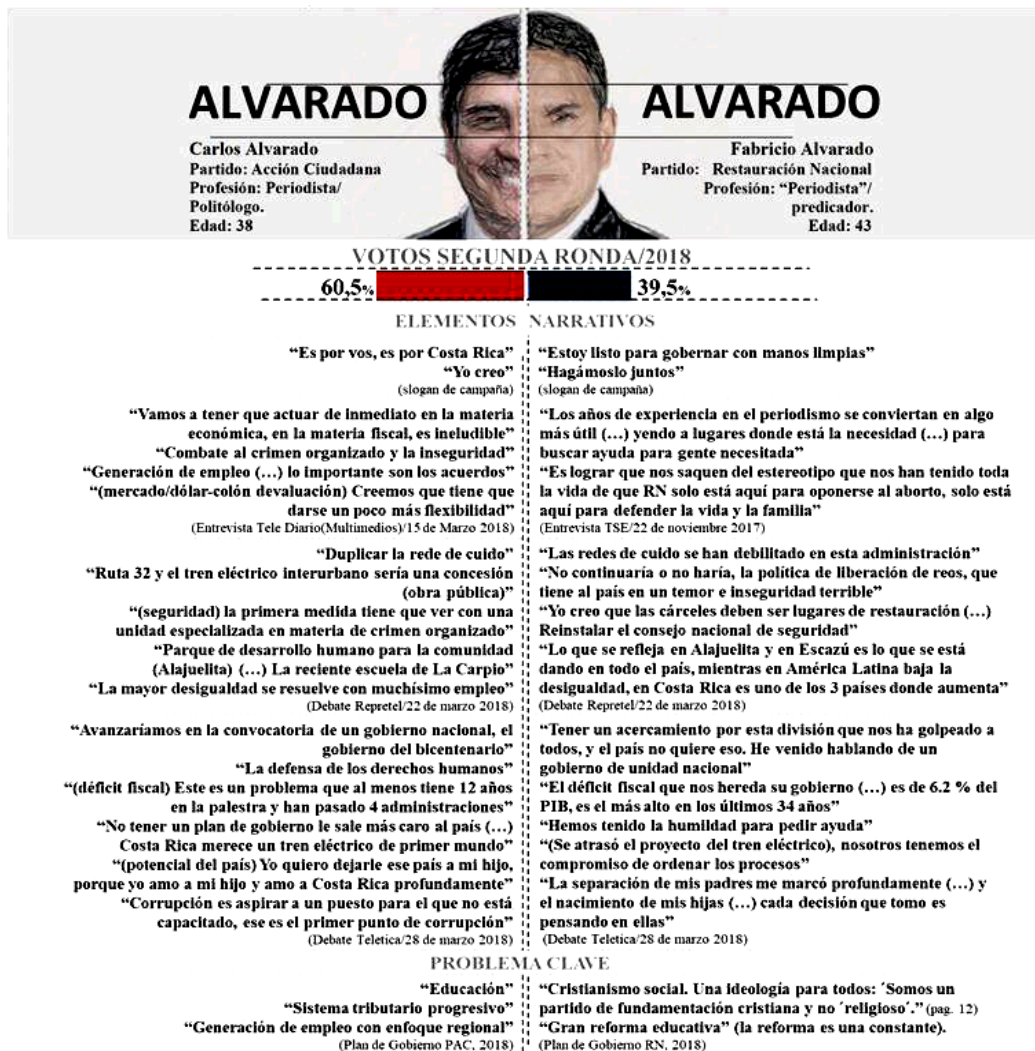 ALVARADO
Carlos Alvarado
Partido: Acción Ciudadana
Profesión: Periodista/
Politólogo.
Edad: 38
ALVARADO
Fabricio Alvarado
Partido: Restauración Nacional
Profesión: “Periodista”/
predicador.
Edad: 43
VOTOS SEGUNDA RONDA/2018
60,5% 39,5%
ELEMENTOS NARRATIVOS
“Es por vos, es por Costa Rica”
“Yo creo”
(slogan de campaña)
“Estoy listo para gobernar con manos limpias”
“Hagámoslo juntos”
(slogan de campaña)
“Vamos a tener que actuar de inmediato en la materia
económica, en la materia fiscal, es ineludible”
“Combate al crimen organizado y la inseguridad”
“Generación de empleo (…) lo importante son los acuerdos”
“(mercado/dólar-colón devaluación) Creemos que tiene que
darse un poco más flexibilidad”
(Entrevista Tele Diario(Multimedios)/15 de Marzo 2018)
“Los años de experiencia en el periodismo se conviertan en algo
más útil (…) yendo a lugares donde está la necesidad (…) para
buscar ayuda para gente necesitada”
“Es lograr que nos saquen del estereotipo que nos han tenido toda
la vida de que RN solo está aquí para oponerse al aborto, solo está
aquí para defender la vida y la familia”
(Entrevista TSE/22 de noviembre 2017)
“Duplicar la rede de cuido”
“Ruta 32 y el tren eléctrico interurbano sería una concesión
(obra pública)”
“(seguridad) la primera medida tiene que ver con una
unidad especializada en materia de crimen organizado”
“Parque de desarrollo humano para la comunidad
(Alajuelita) (…) La reciente escuela de La Carpio”
“La mayor desigualdad se resuelve con muchísimo empleo”
(Debate Repretel/22 de marzo 2018)
“Las redes de cuido se han debilitado en esta administración”
“No continuaría o no haría, la política de liberación de reos, que
tiene al país en un temor e inseguridad terrible”
“Yo creo que las cárceles deben ser lugares de restauración (…)
Reinstalar el consejo nacional de seguridad”
“Lo que se refleja en Alajuelita y en Escazú es lo que se está
dando en todo el país, mientras en América Latina baja la
desigualdad, en Costa Rica es uno de los 3 países donde aumenta”
(Debate Repretel/22 de marzo 2018)
“Avanzaríamos en la convocatoria de un gobierno nacional, el
gobierno del bicentenario”
“La defensa de los derechos humanos”
“(déficit fiscal) Este es un problema que al menos tiene 12 años
en la palestra y han pasado 4 administraciones”
“No tener un plan de gobierno le sale más caro al país (…)
Costa Rica merece un tren eléctrico de primer mundo”
“(potencial del país) Yo quiero dejarle ese país a mi hijo,
porque yo amo a mi hijo y amo a Costa Rica profundamente”
“Corrupción es aspirar a un puesto para el que no está
capacitado, ese es el primer punto de corrupción”
(Debate Teletica/28 de marzo 2018)
“Tener un acercamiento por esta división que nos ha golpeado a
todos, y el país no quiere eso. He venido hablando de un
gobierno de unidad nacional”
“El déficit fiscal que nos hereda su gobierno (…) es de 6.2 % del
PIB, es el más alto en los últimos 34 años”
“Hemos tenido la humildad para pedir ayuda”
“(Se atrasó el proyecto del tren eléctrico), nosotros tenemos el
compromiso de ordenar los procesos”
“La separación de mis padres me marcó profundamente (…) y
el nacimiento de mis hijas (…) cada decisión que tomo es
pensando en ellas”
(Debate Teletica/28 de marzo 2018)
PROBLEMA CLAVE
“Educación”
“Sistema tributario progresivo”
“Generación de empleo con enfoque regional”
(Plan de Gobierno PAC, 2018)
“Cristianismo social. Una ideología para todos: ´Somos un
partido de fundamentación cristiana y no ´religioso´.” (pag. 12)
“Gran reforma educativa” (la reforma es una constante).
(Plan de Gobierno RN, 2018)